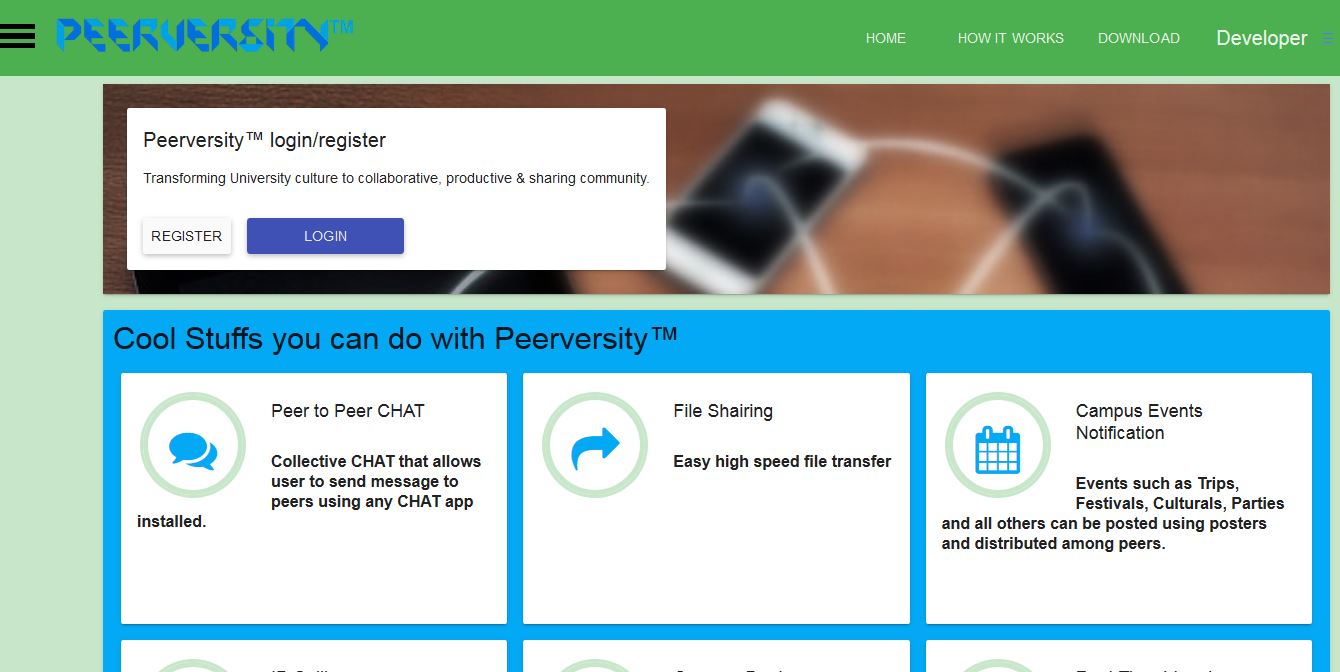 PEERVERSITY™
HOME HOW IT WORKS DOWNLOAD Developer
Peerversity™ login/register
Transforming University culture to collaborative, productive & sharing community.
REGISTER LOGIN
Cool Stuffs you can do with Peerversity™
Peer to Peer CHAT
Collective CHAT that allows
user to send message to
peers using any CHAT app
installed.
File Shairing
Easy high speed file transfer
Campus Events
Notification
Events such as Trips,
Festivals, Culturals, Parties
and all others can be posted using posters
and distributed among peers.